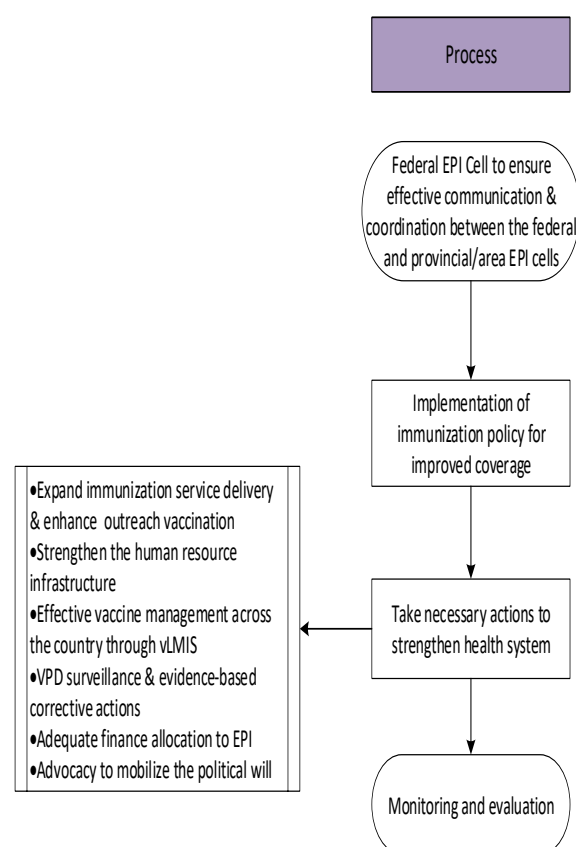 Process
Federal EPI Cell to ensure
effective communication &
coordination between the federal
and provincial/area EPI cells
Implementation of
immunization policy for
improved coverage
Take necessary actions to
strengthen health system
•Expand immunization service delivery
& enhance outreach vaccination
•Strengthen the human resource
infrastructure
•Effective vaccine management across
the country through vLMIS
•VPD surveillance & evidence-based
corrective actions
•Adequate finance allocation to EPI
•Advocacy to mobilize the political will
Monitoring and evaluation